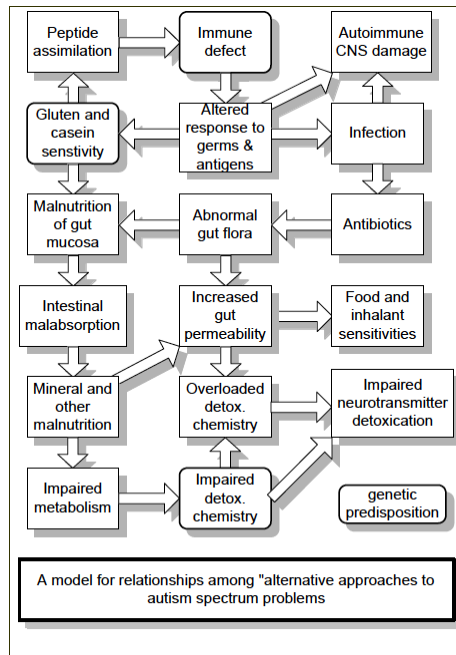 Peptide
assimilation
Immune
defect
Autoimmune
CNS damage
Gluten and
casein
senstivity
Altered
response to
germs &
antigens
Infection
Malnutrition
of gut
mucosa
Abnormal
gut flora
Antibiotics
Intestinal
malabsorption
Increased
gut
permeability
Food and
inhalant
sensitivities
Mineral and
other
malnutrition
Overloaded
detox.
chemistry
Impaired
neurotransmitter
detoxication
Impaired
metabolism
Impaired
detox.
chemistry
genetic
predisposition
A model for relationships among "alternative approaches to
autism spectrum problems